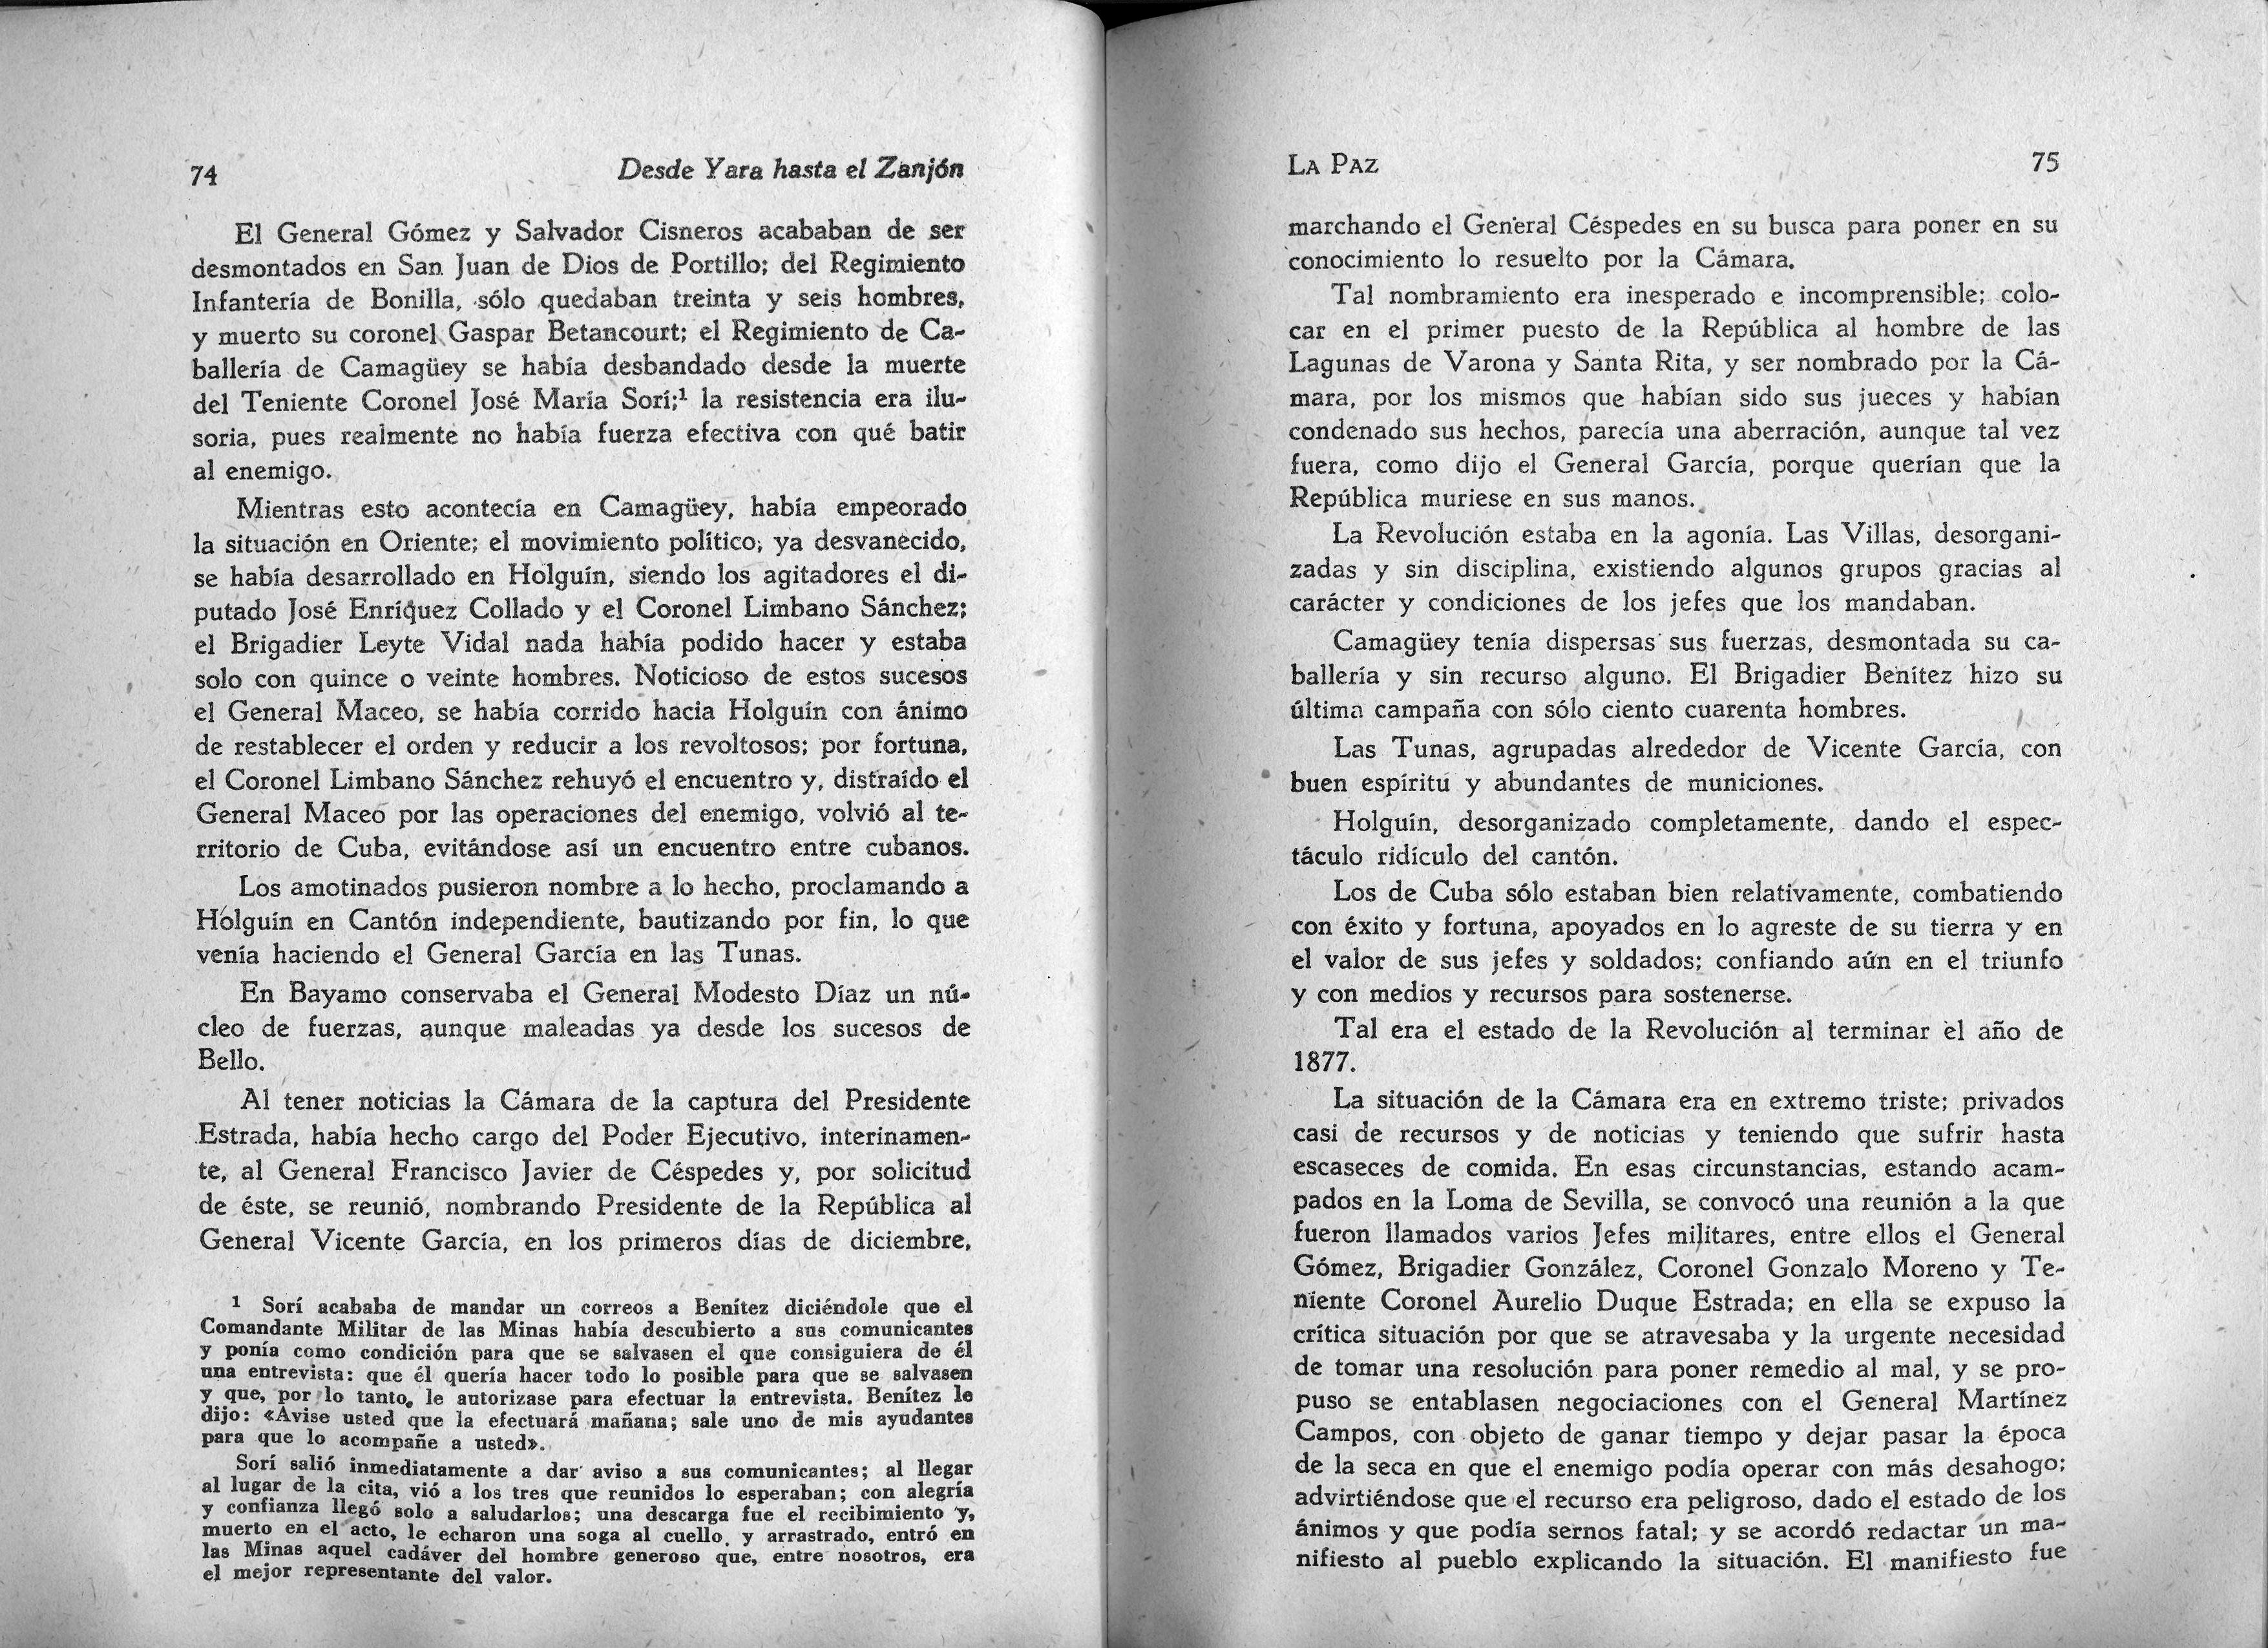 74 Desde Yara hasta el Zanjón
El General Gómez y Salvador Cisneros acababan de ser
desmontados en San Juan de Dios de Portillo; del Regimiento
Infantería de Bonilla, sólo quedaban treinta y seis hombres,
y muerto su coronel Gaspar Betancourt; el Regimiento de Ca-
ballería de Camagüey se había desbandado desde la muerte
del Teniente Coronel José María Sorí;¹ la resistencia era ilu-
soria, pues realmente no había fuerza efectiva con qué batir
al enemigo.
Mientras esto acontecía en Camagüey, había empeorado
la situación en Oriente; el movimiento político, ya desvanecido,
se había desarrollado en Holguín, siendo los agitadores el di-
putado José Enríquez Collado y el Coronel Limbano Sánchez;
el Brigadier Leyte Vidal nada había podido hacer y estaba
solo con quince o veinte hombres. Noticioso de estos sucesos
el General Maceo, se había corrido hacia Holguín con ánimo
de restablecer el orden y reducir a los revoltosos; por fortuna,
el Coronel Limbano Sánchez rehuyó el encuentro y, distraído el
General Maceo por las operaciones del enemigo, volvió al te-
rritorio de Cuba, evitándose así un encuentro entre cubanos.
Los amotinados pusieron nombre a lo hecho, proclamando a
Holguín en Cantón independiente, bautizando por fin, lo que
venía haciendo el General García en las Tunas.
En Bayamo conservaba el General Modesto Díaz un nú-
cleo de fuerzas, aunque maleadas ya desde los sucesos de
Bello.
Al tener noticias la Cámara de la captura del Presidente
Estrada, había hecho cargo del Poder Ejecutivo, interinamen-
te, al General Francisco Javier de Céspedes y, por solicitud
de éste, se reunió, nombrando Presidente de la República al
General Vicente García, en los primeros días de diciembre,
¹ Sorí acababa de mandar un correos a Benítez diciéndole que el
Comandante Militar de las Minas había descubierto a sus comunicantes
y ponía como condición para que se salvasen el que consiguiera de él
una entrevista: que él quería hacer todo lo posible para que se salvasen
y que, por lo tanto, le autorizase para efectuar la entrevista. Benítez le
dijo: «Avise usted que la efectuará mañana; sale uno de mis ayudantes
para que lo acompañe a usted».
Sorí salió inmediatamente a dar aviso a sus comunicantes; al llegar
al lugar de la cita, vió a los tres que reunidos lo esperaban; con alegría
y confianza llegó solo a saludarlos; una descarga fue el recibimiento y,
muerto en el acto, le echaron una soga al cuello, y arrastrado, entró en
las Minas aquel cadáver del hombre generoso que, entre nosotros, era
el mejor representante del valor.
LA PAZ 75
marchando el General Céspedes en su busca para poner en su
conocimiento lo resuelto por la Cámara.
Tal nombramiento era inesperado e incomprensible; colo-
car en el primer puesto de la República al hombre de las
Lagunas de Varona y Santa Rita, y ser nombrado por la Cá-
mara, por los mismos que habían sido sus jueces y habían
condenado sus hechos, parecía una aberración, aunque tal vez
fuera, como dijo el General García, porque querían que la
República muriese en sus manos.
La Revolución estaba en la agonía. Las Villas, desorgani-
zadas y sin disciplina, existiendo algunos grupos gracias al
carácter y condiciones de los jefes que los mandaban.
Camagüey tenía dispersas sus fuerzas, desmontada su ca-
ballería y sin recurso alguno. El Brigadier Benítez hizo su
última campaña con sólo ciento cuarenta hombres.
Las Tunas, agrupadas alrededor de Vicente García, con
buen espíritu y abundantes de municiones.
Holguín, desorganizado completamente, dando el espec-
táculo ridículo del cantón.
Los de Cuba sólo estaban bien relativamente, combatiendo
con éxito y fortuna, apoyados en lo agreste de su tierra y en
el valor de sus jefes y soldados; confiando aún en el triunfo
y con medios y recursos para sostenerse.
Tal era el estado de la Revolución al terminar el año de
1877.
La situación de la Cámara era en extremo triste; privados
casi de recursos y de noticias y teniendo que sufrir hasta
escaseces de comida. En esas circunstancias, estando acam-
pados en la Loma de Sevilla, se convocó una reunión a la que
fueron llamados varios Jefes militares, entre ellos el General
Gómez, Brigadier González, Coronel Gonzalo Moreno y Te-
niente Coronel Aurelio Duque Estrada; en ella se expuso la
crítica situación por que se atravesaba y la urgente necesidad
de tomar una resolución para poner remedio al mal, y se pro-
puso se entablasen negociaciones con el General Martínez
Campos, con objeto de ganar tiempo y dejar pasar la época
de la seca en que el enemigo podía operar con más desahogo;
advirtiéndose que el recurso era peligroso, dado el estado de los
ánimos y que podía sernos fatal; y se acordó redactar un ma-
nifiesto al pueblo explicando la situación. El manifiesto fue